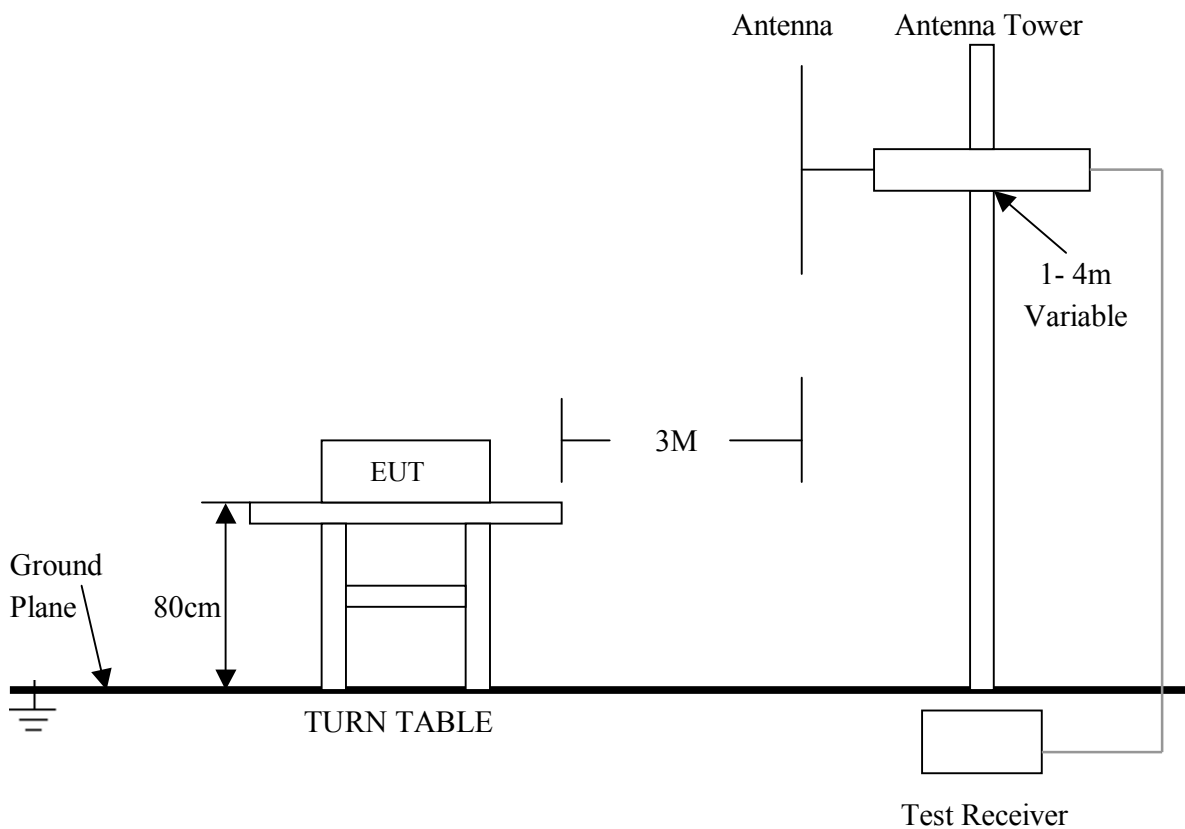 Antenna
Antenna Tower
1- 4m
Variable
3M
EUT
Ground
Plane
80cm
TURN TABLE
Test Receiver